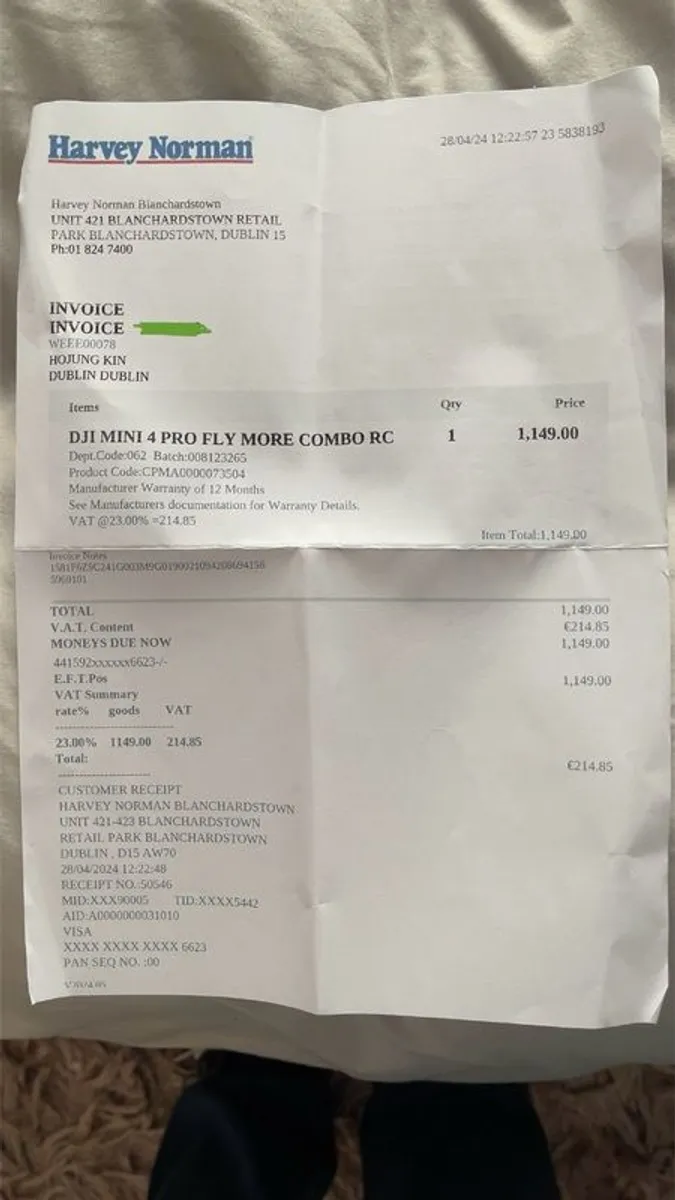 Harvey Norman
28/04/24 12:22:57 23 5838193
Harvey Norman Blanchardstown
UNIT 421 BLANCHARDSTOWN RETAIL
PARK BLANCHARDSTOWN, DUBLIN 15
Ph:01 824 7400
INVOICE
INVOICE
WEEE00078
HOJUNG KIN
DUBLIN DUBLIN
Items Qty Price
DJI MINI 4 PRO FLY MORE COMBO RC 1 1,149.00
Dept.Code:062 Batch:008123265
Product Code:CPMA0000073504
Manufacturer Warranty of 12 Months
See Manufacturers documentation for Warranty Details.
VAT @23.00% =214.85
Item Total:1,149.00
Invoice Notes
5969101
TOTAL 1,149.00
V.A.T. Content €214.85
MONEYS DUE NOW 1,149.00
441592xxxxxx6623-/-
E.F.T.Pos 1,149.00
VAT Summary
rate% goods VAT
----------------------------
23.00% 1149.00 214.85
Total: €214.85
----------------------
CUSTOMER RECEIPT
HARVEY NORMAN BLANCHARDSTOWN
UNIT 421-423 BLANCHARDSTOWN
RETAIL PARK BLANCHARDSTOWN
DUBLIN , D15 AW70
28/04/2024 12:22:48
RECEIPT NO.:50546
MID:XXX90005 TID:XXXX5442
AID:A0000000031010
VISA
XXXX XXXX XXXX 6623
PAN SEQ NO. :00